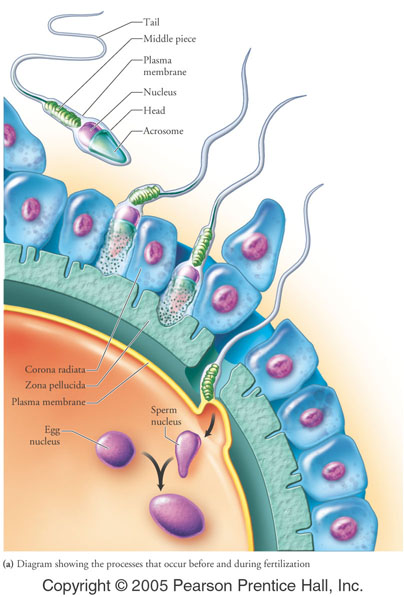 Tail
Middle piece
Plasma
membrane
Nucleus
Head
Acrosome
Corona radiata
Zona pellucida
Plasma membrane
Sperm
nucleus
Egg
nucleus
(a) Diagram showing the processes that occur before and during fertilization
Copyright © 2005 Pearson Prentice Hall, Inc.